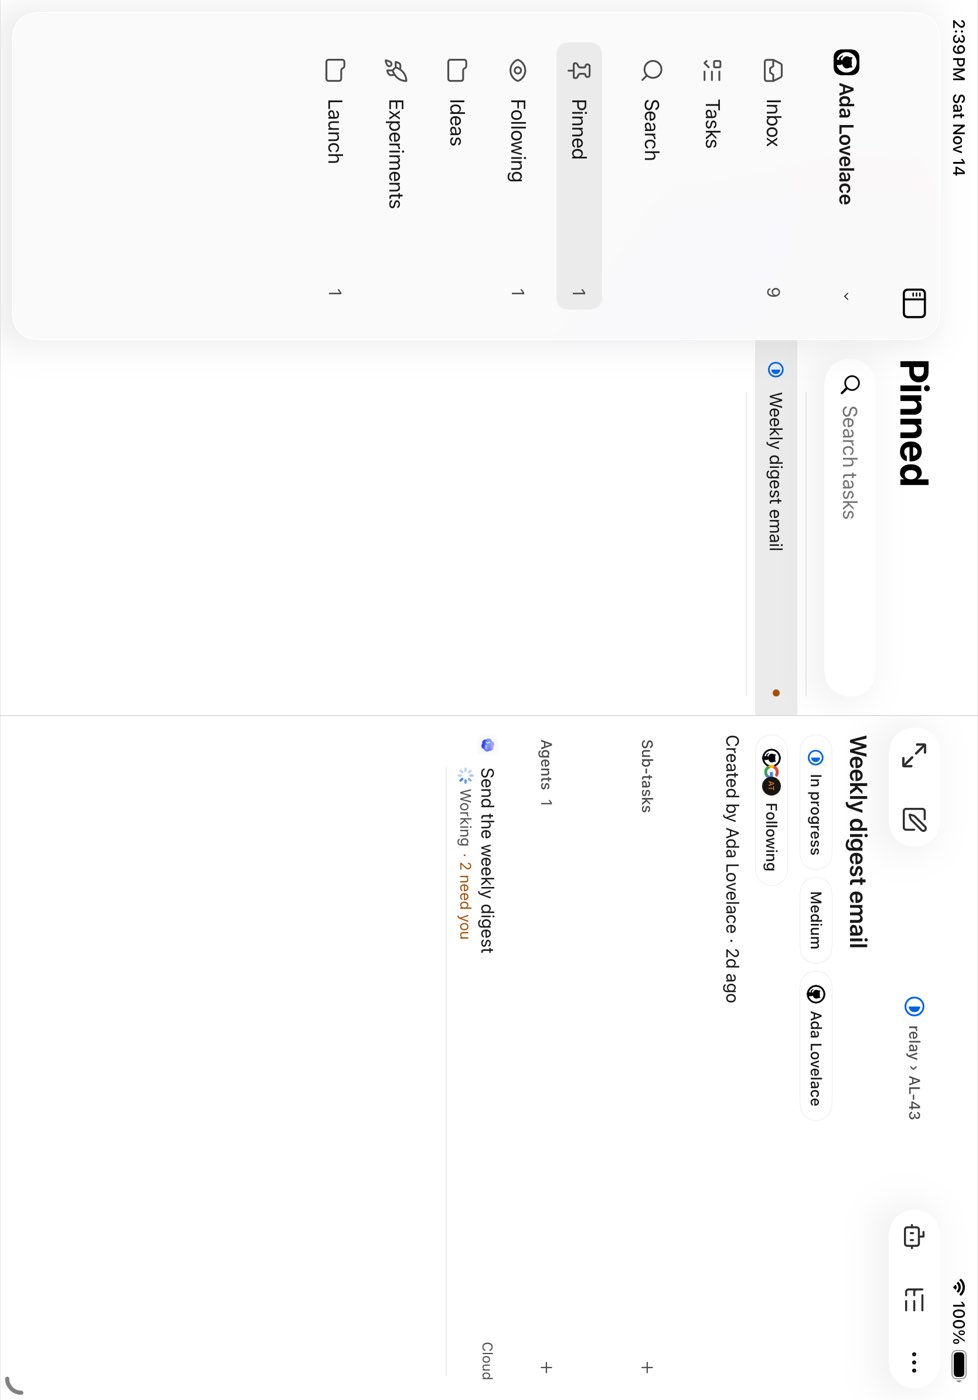 2:39 PM Sat Nov 14
100%
Ada Lovelace
Inbox 9
Tasks
Search
Pinned 1
Following 1
Ideas
Experiments
Launch 1
Pinned
Search tasks
Weekly digest email
relay › AL-43
Weekly digest email
In progress Medium Ada Lovelace
G AT Following
Created by Ada Lovelace · 2d ago
Sub-tasks
Agents 1
Send the weekly digest Cloud
Working · 2 need you